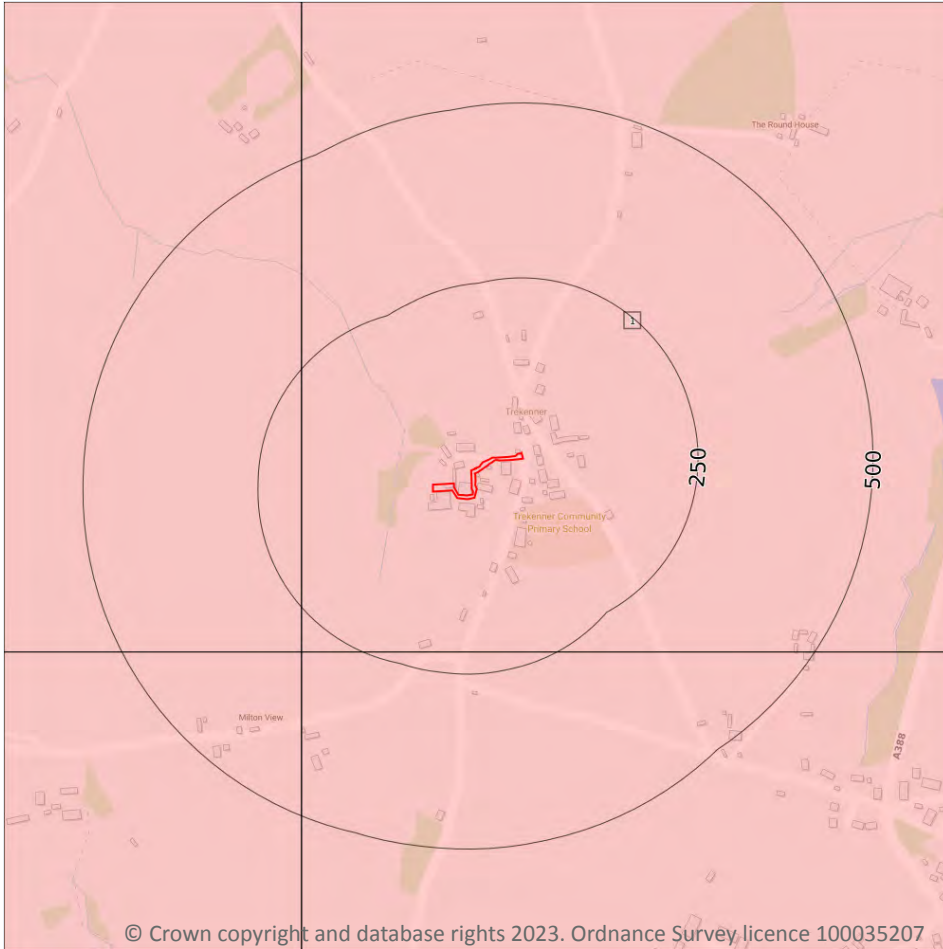 The Round House
1
Trekenner
250
500
Trekenner Community
Primary School
Milton View
A388
© Crown copyright and database rights 2023. Ordnance Survey licence 100035207